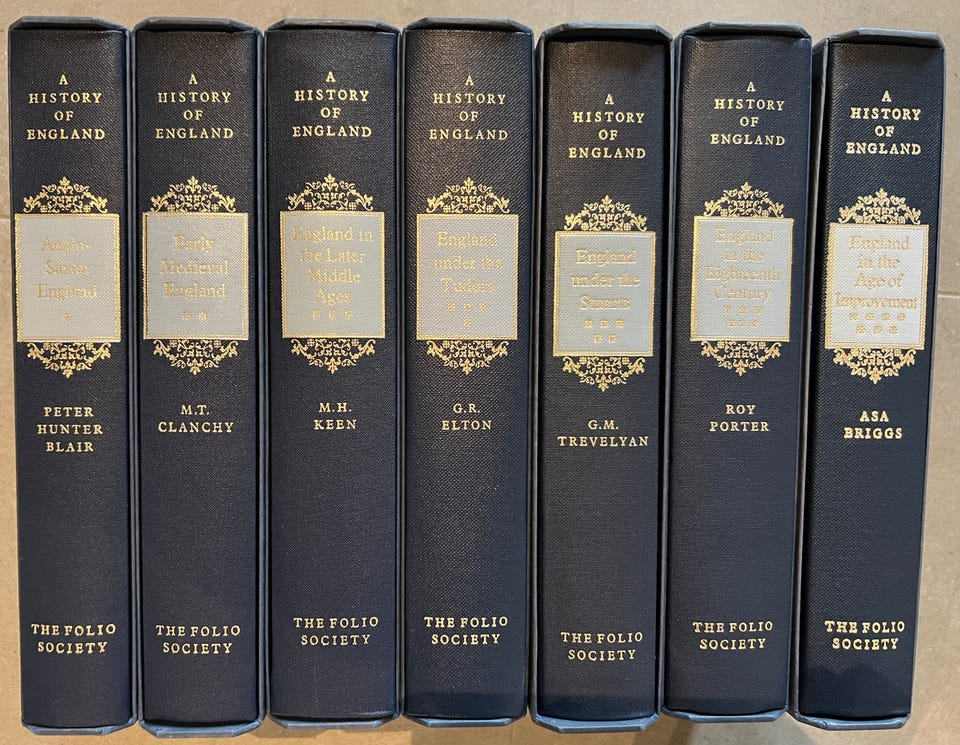 A
HISTORY
OF
ENGLAND
Anglo-
Saxon
England
PETER
HUNTER
BLAIR
THE FOLIO
SOCIETY
A
HISTORY
OF
ENGLAND
Early
Medieval
England
M.T.
CLANCHY
THE FOLIO
SOCIETY
A
HISTORY
OF
ENGLAND
England in
the Later
Middle
Ages
M.H.
KEEN
THE FOLIO
SOCIETY
A
HISTORY
OF
ENGLAND
England
under the
Tudors
G.R.
ELTON
THE FOLIO
SOCIETY
A
HISTORY
OF
ENGLAND
England
under the
Stuarts
G.M.
TREVELYAN
THE FOLIO
SOCIETY
A
HISTORY
OF
ENGLAND
England
in the
Eighteenth
Century
ROY
PORTER
THE FOLIO
SOCIETY
A
HISTORY
OF
ENGLAND
England
in the
Age of
Improvement
ASA
BRIGGS
THE FOLIO
SOCIETY